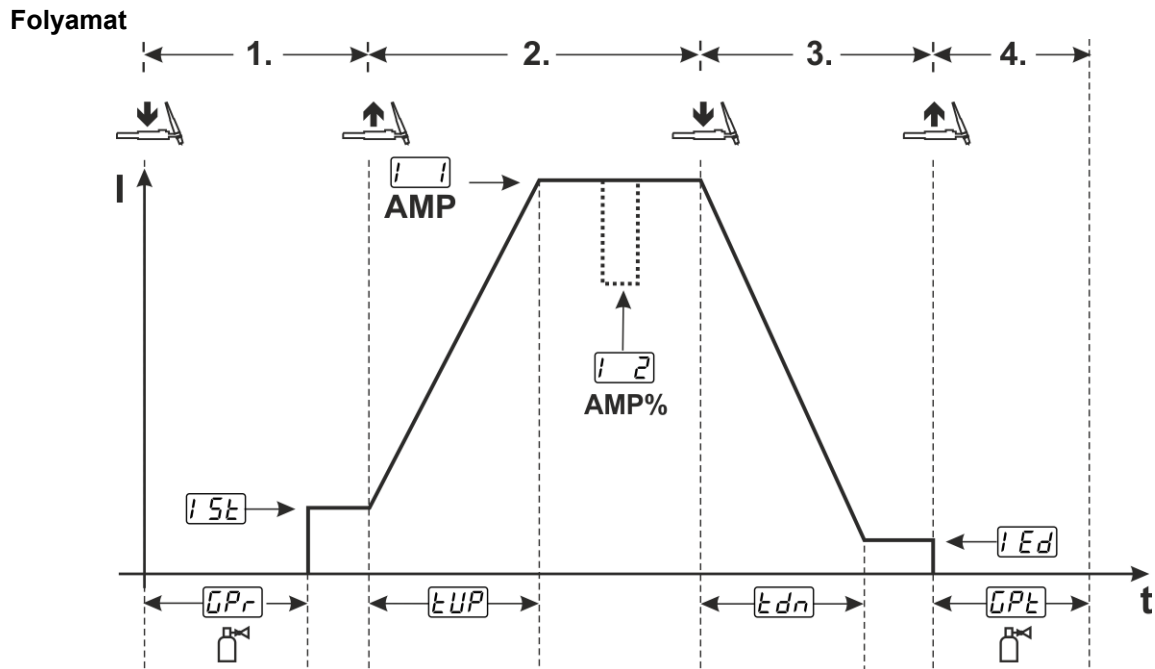 Folyamat
1. 2. 3. 4.
I
I 1
AMP
I 2
AMP%
I St
I Ed
GPr tUP tdn GPt
t